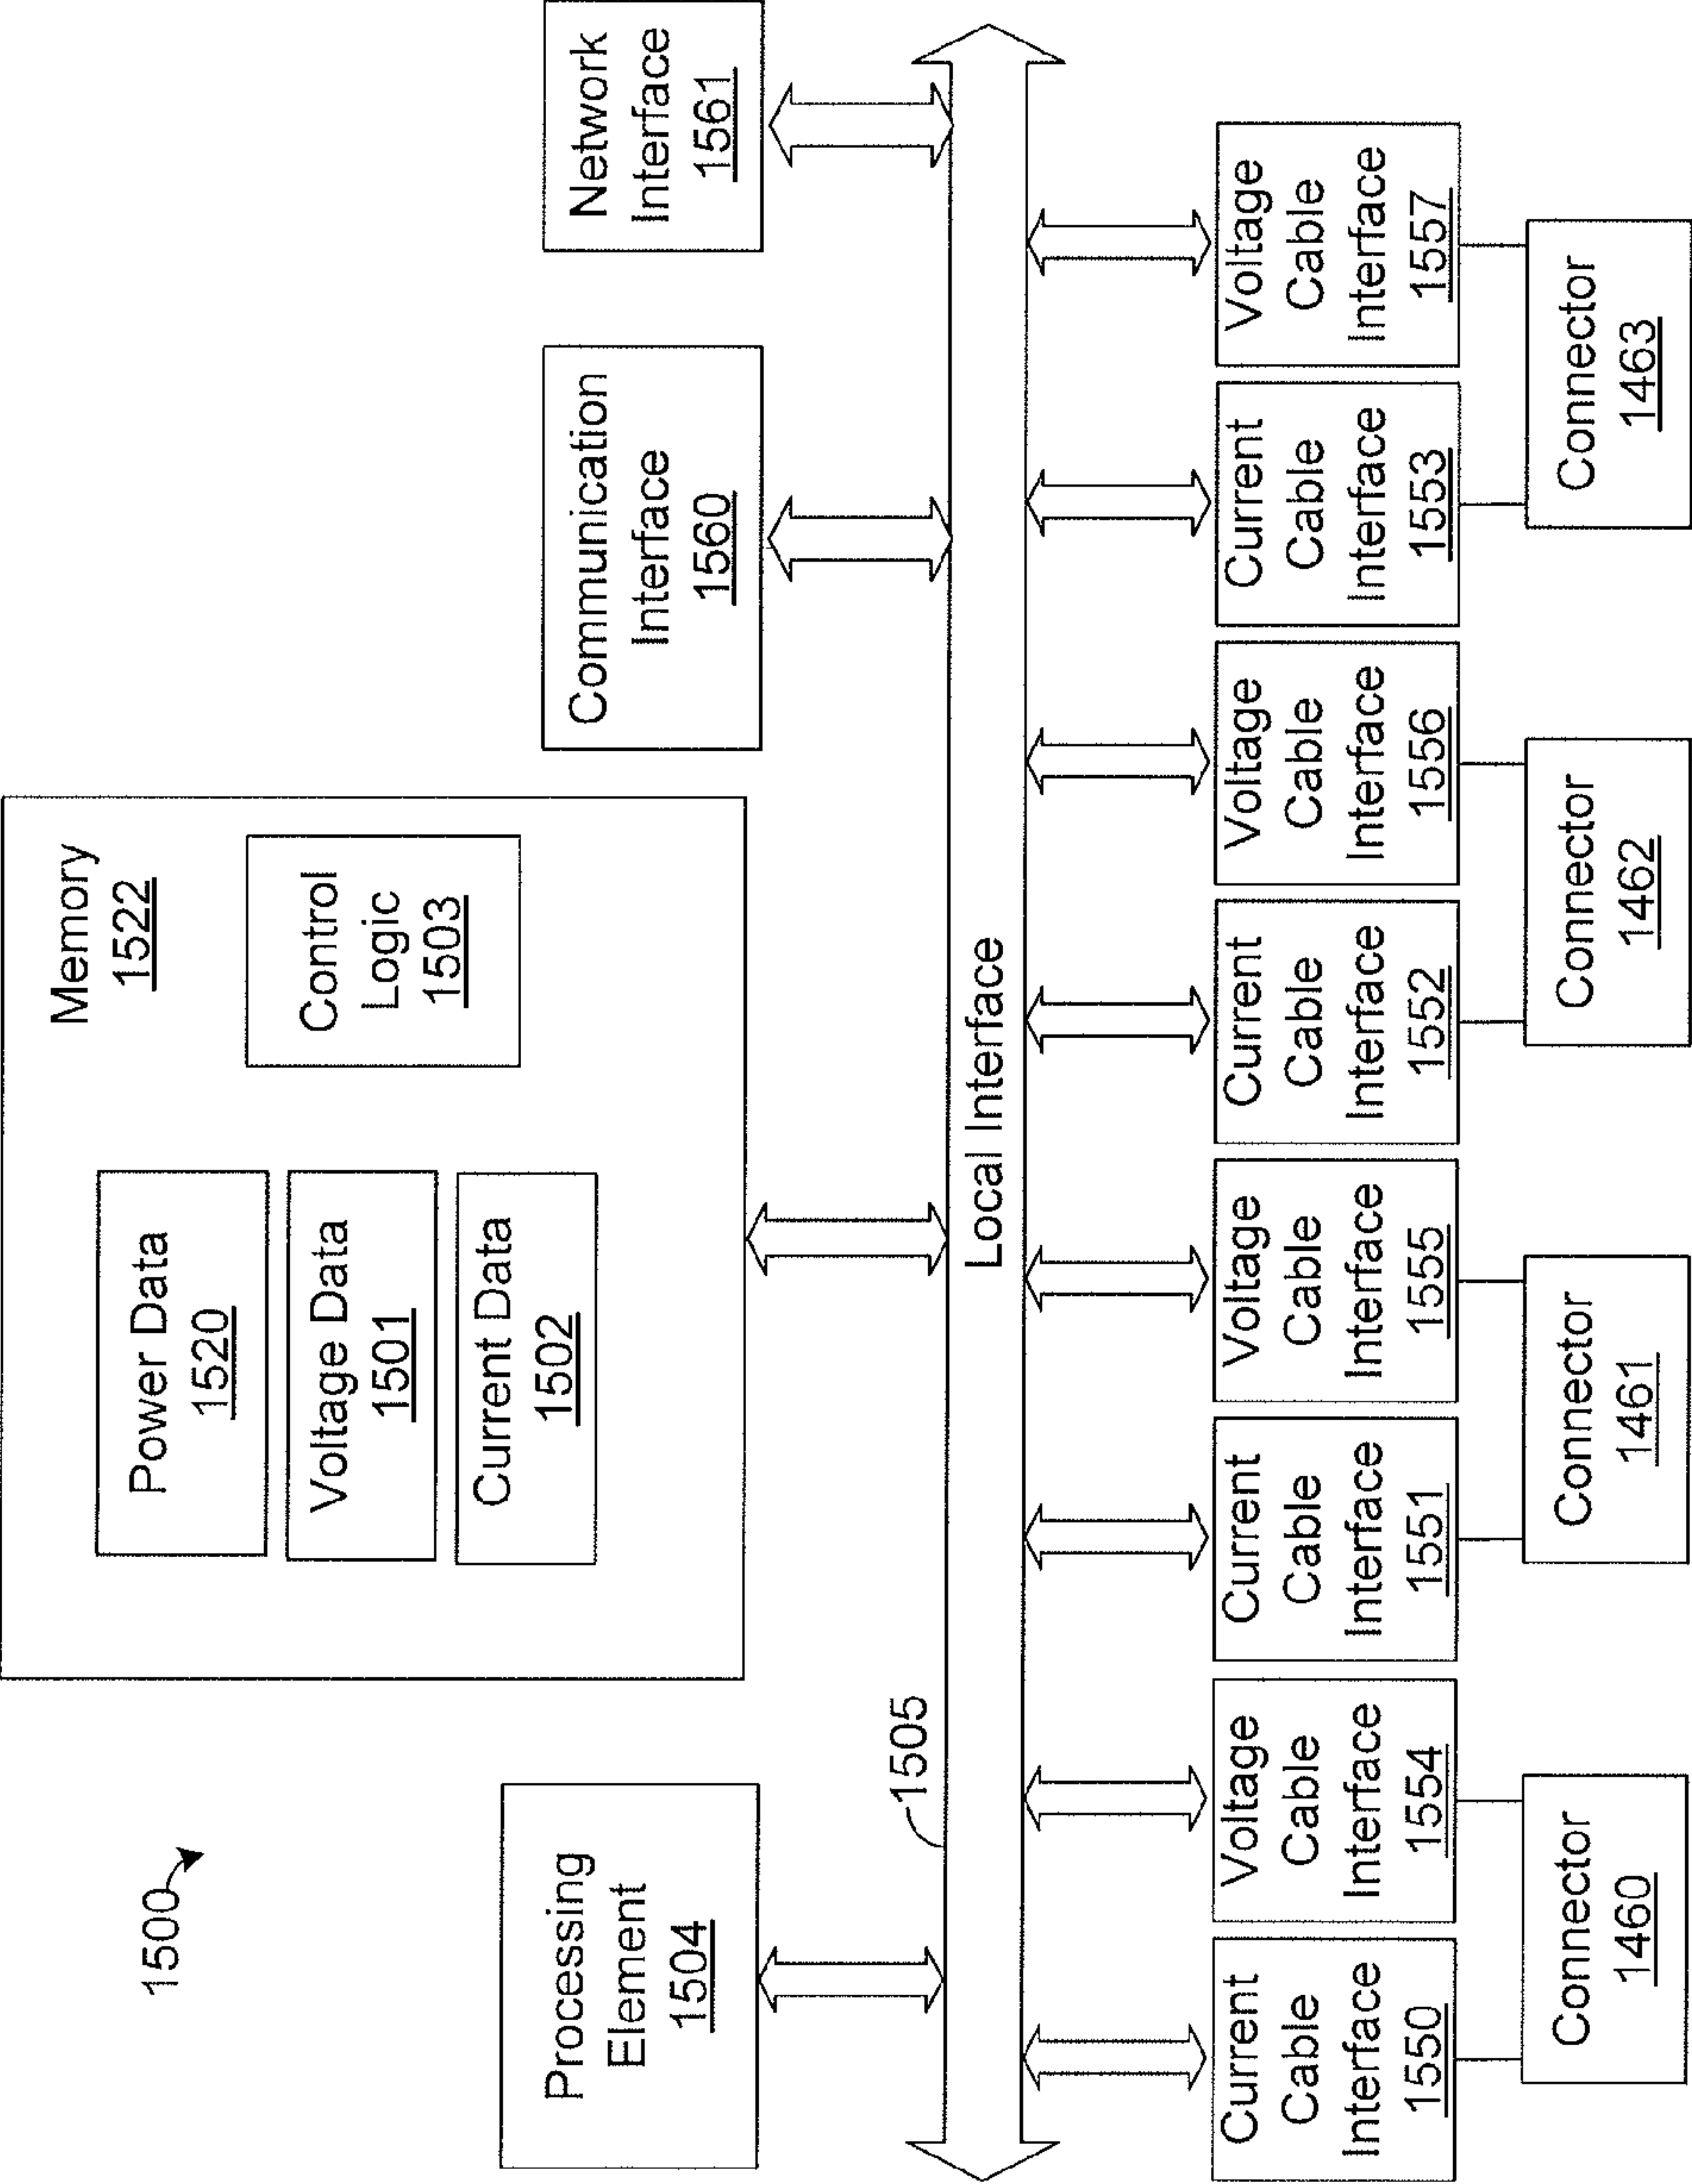 1500
Memory
1522
Power Data
1520
Voltage Data
1501
Current Data
1502
Control
Logic
1503
Processing
Element
1504
Communication
Interface
1560
Network
Interface
1561
1505
Local Interface
Current
Cable
Interface
1550
Voltage
Cable
Interface
1554
Current
Cable
Interface
1551
Voltage
Cable
Interface
1555
Current
Cable
Interface
1552
Voltage
Cable
Interface
1556
Current
Cable
Interface
1553
Voltage
Cable
Interface
1557
Connector
1460
Connector
1461
Connector
1462
Connector
1463